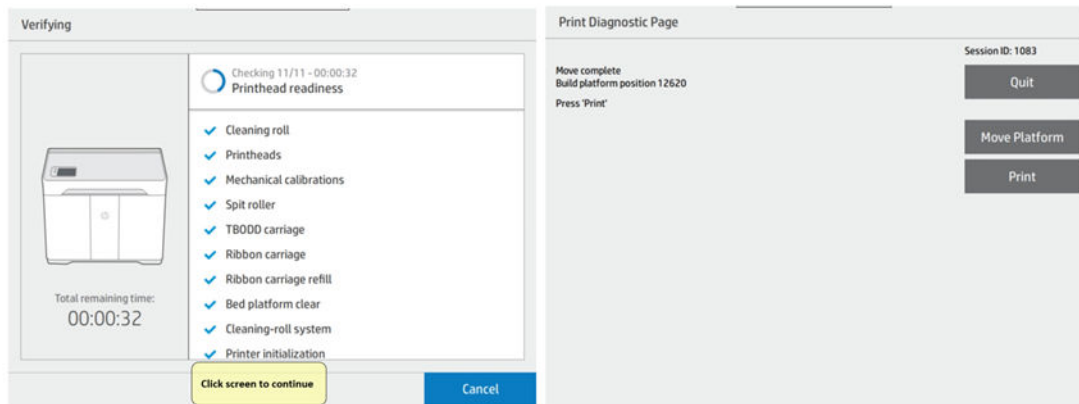 Verifying
Checking 11/11 - 00:00:32
Printhead readiness
Cleaning roll
Printheads
Mechanical calibrations
Spit roller
TBODD carriage
Ribbon carriage
Ribbon carriage refill
Bed platform clear
Cleaning-roll system
Printer initialization
Total remaining time:
00:00:32
Click screen to continue
Cancel
Print Diagnostic Page
Session ID: 1083
Move complete
Build platform position 12620
Press 'Print'
Quit
Move Platform
Print